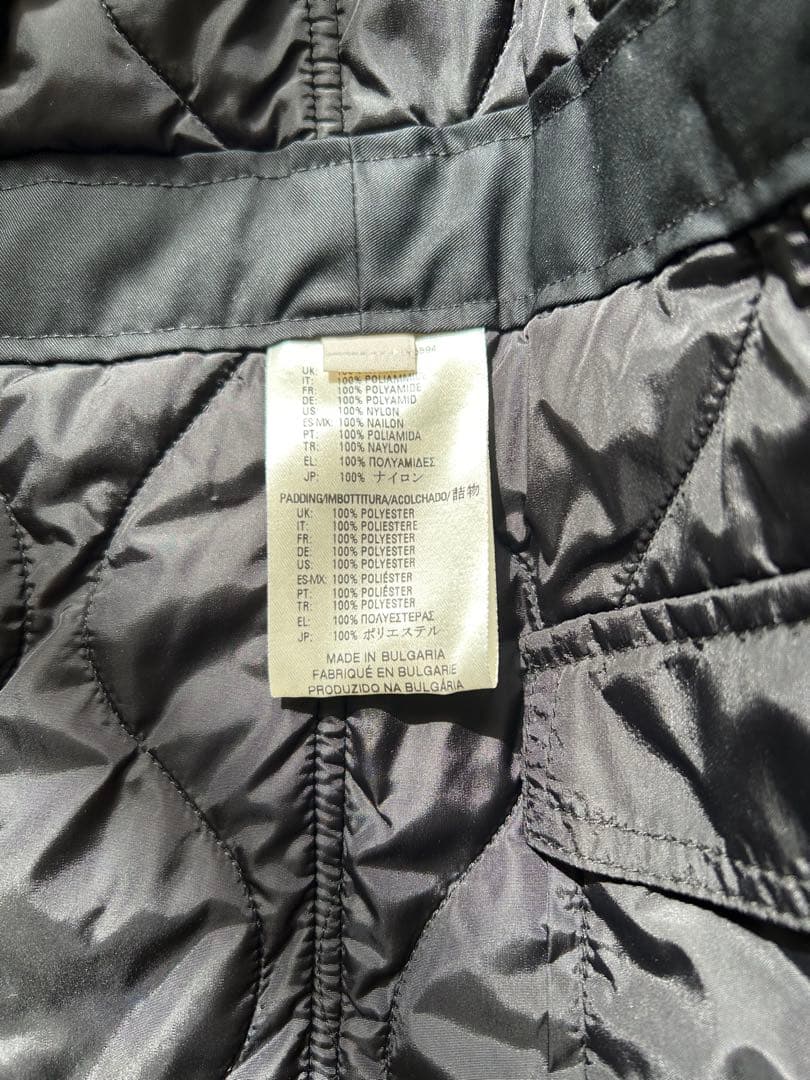 UK:
IT: 100% POLIAMMI
FR: 100% POLYAMIDE
DE: 100% POLYAMID
US: 100% NYLON
ES-MX: 100% NAILON
PT: 100% POLIAMIDA
TR: 100% NAYLON
EL: 100% ΠΟΛΥΑΜΙΔΕΣ
JP: 100% ナイロン
PADDING/IMBOTTITURA/ACOLCHADO/詰物
UK: 100% POLYESTER
IT: 100% POLIESTERE
FR: 100% POLYESTER
DE: 100% POLYESTER
US: 100% POLYESTER
ES-MX: 100% POLIÉSTER
PT: 100% POLIÉSTER
TR: 100% POLYESTER
EL: 100% ΠΟΛΥΕΣΤΕΡΑΣ
JP: 100% ポリエステル
MADE IN BULGARIA
FABRIQUÉ EN BULGARIE
PRODUZIDO NA BULGÁRIA